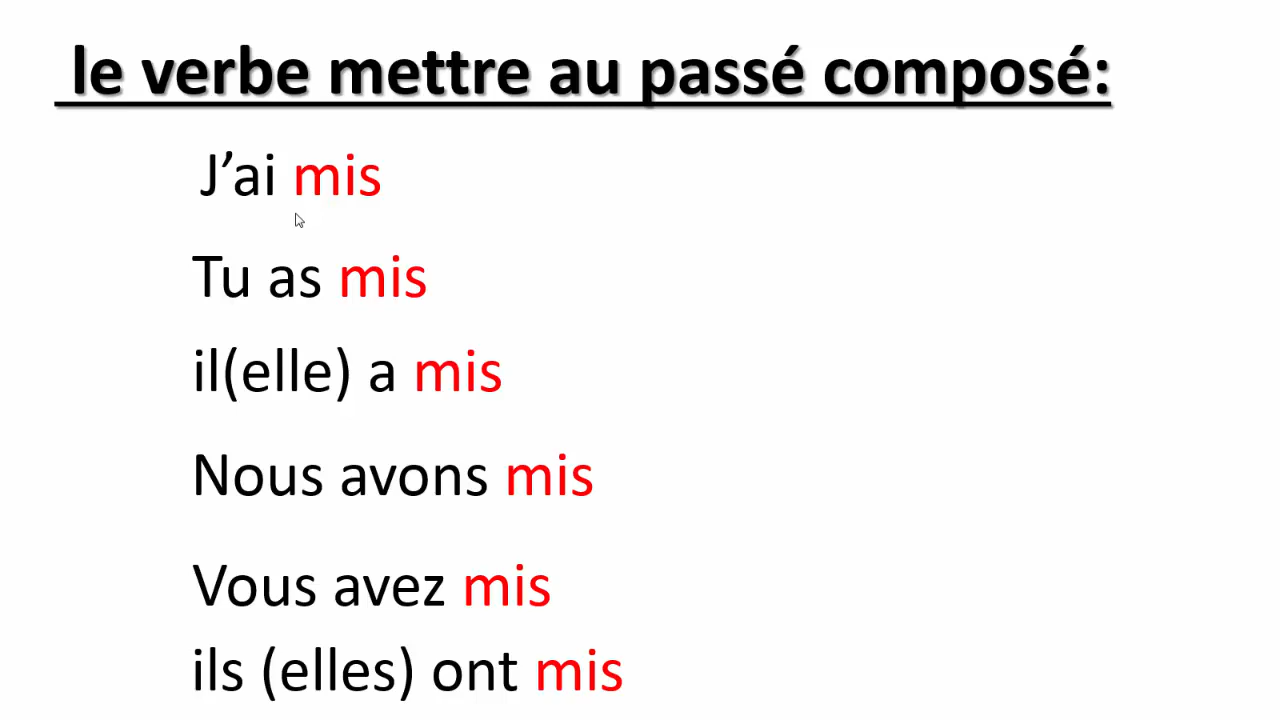 le verbe mettre au passé composé:
J’ai mis
Tu as mis
il(elle) a mis
Nous avons mis
Vous avez mis
ils (elles) ont mis